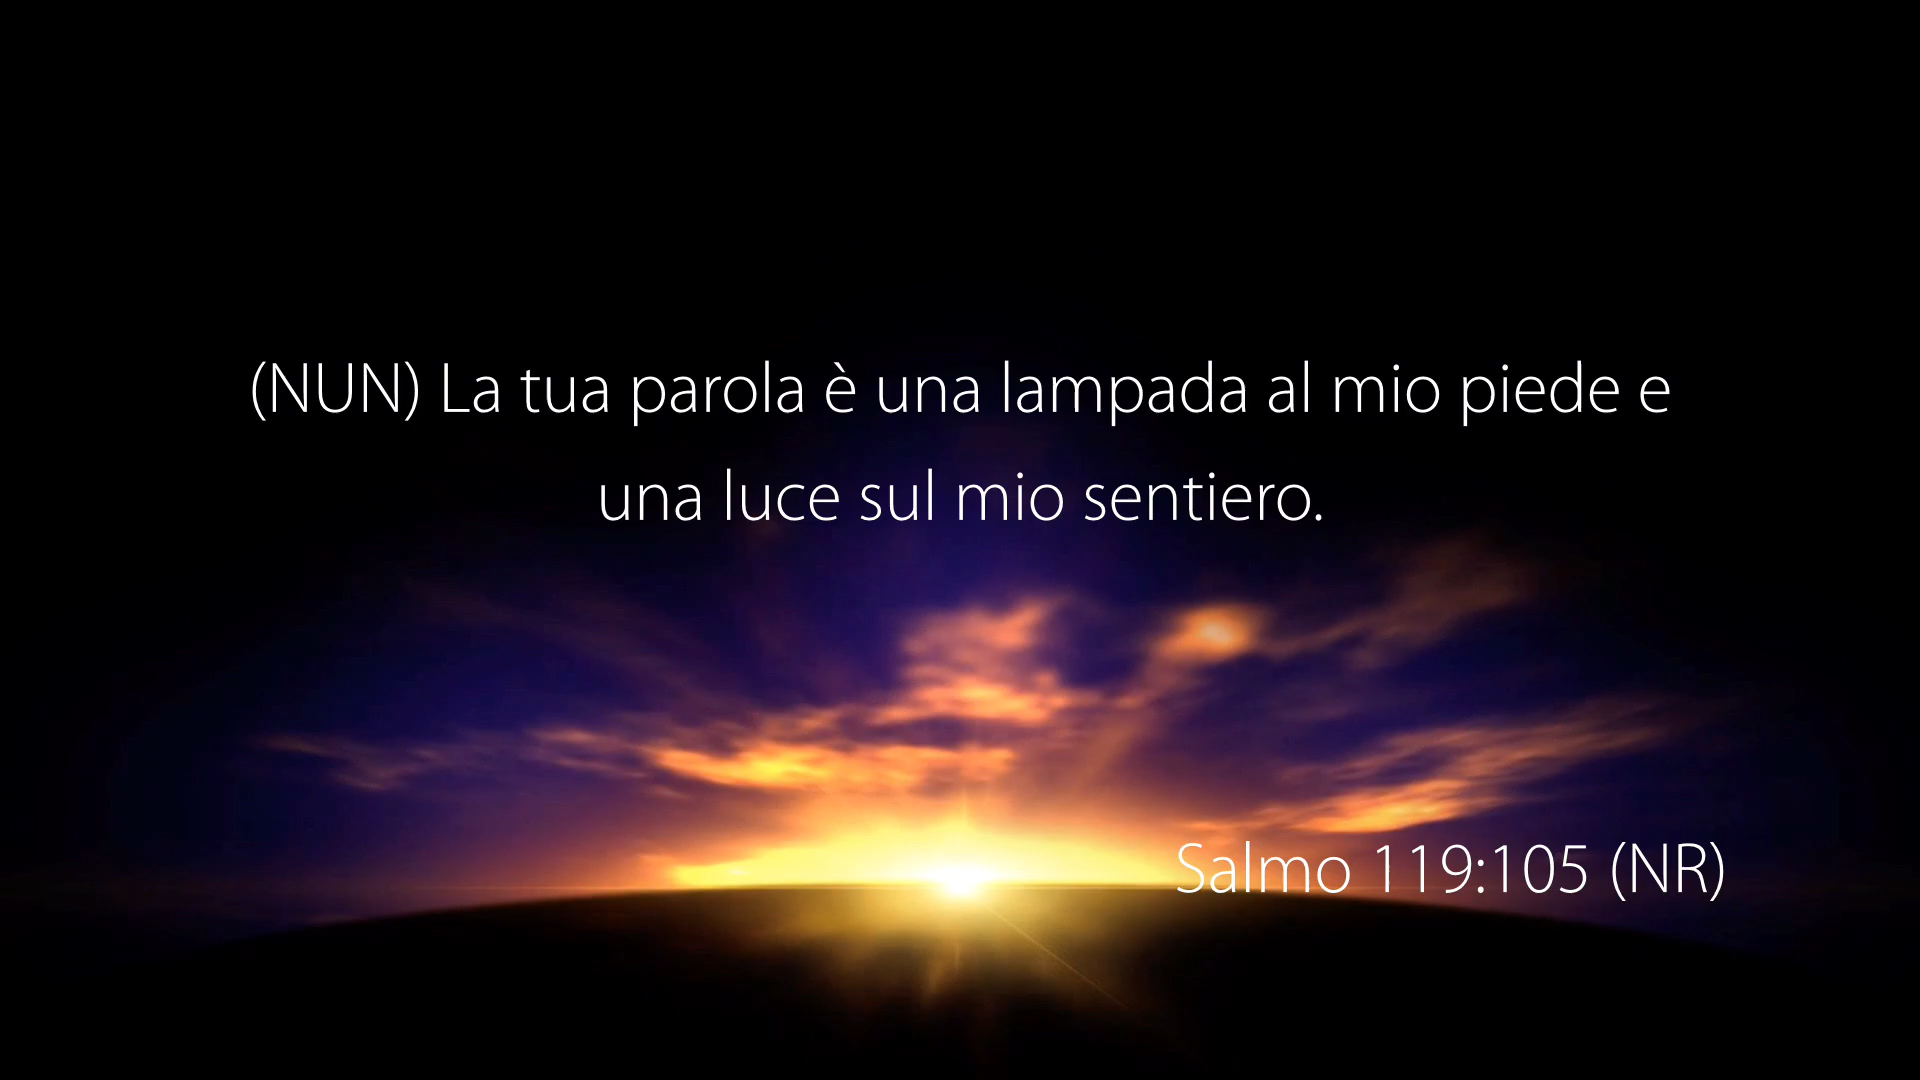 (NUN) La tua parola è una lampada al mio piede e
una luce sul mio sentiero.
Salmo 119:105 (NR)